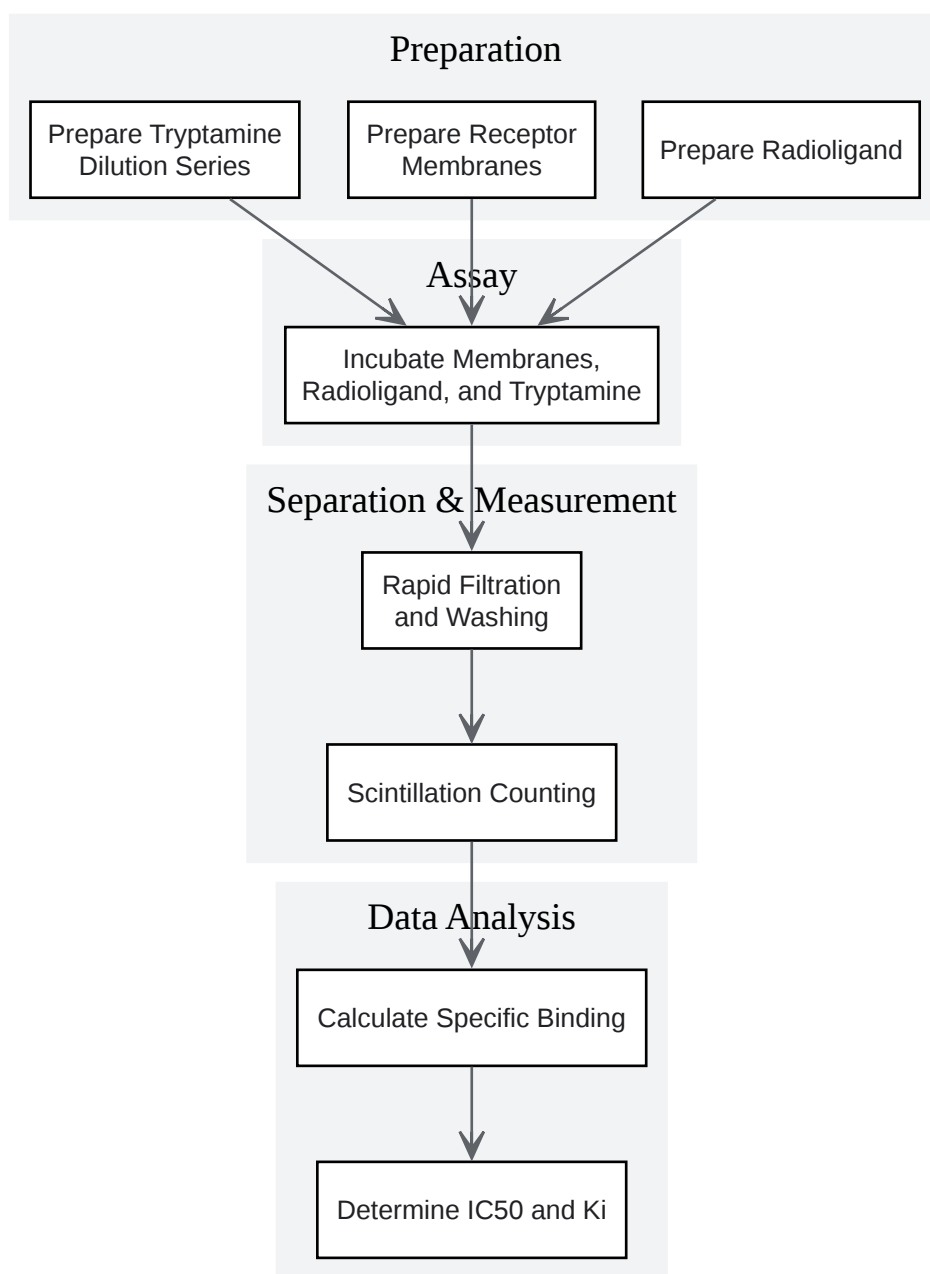 Preparation
Prepare Tryptamine
Dilution Series
Prepare Receptor
Membranes
Prepare Radioligand
Assay
Incubate Membranes,
Radioligand, and Tryptamine
Separation & Measurement
Rapid Filtration
and Washing
Scintillation Counting
Data Analysis
Calculate Specific Binding
Determine IC50 and Ki